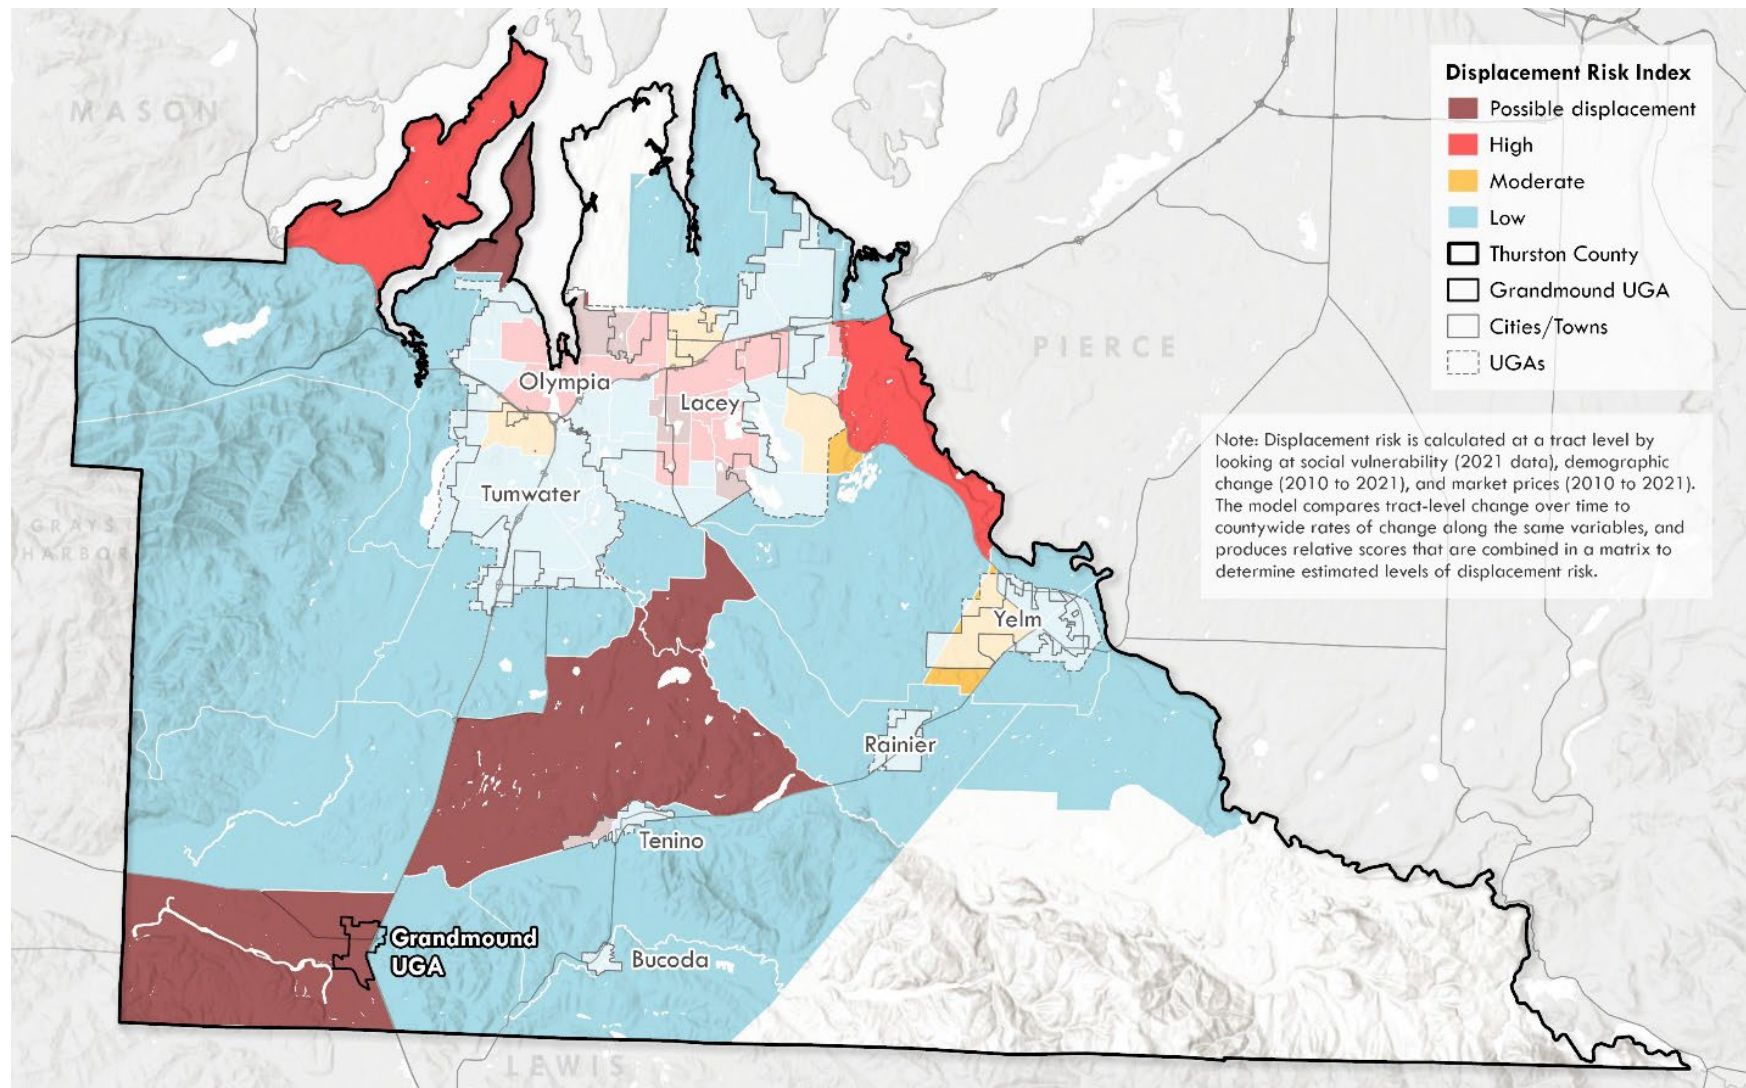 MASON
Displacement Risk Index
Possible displacement
High
Moderate
Low
Thurston County
Grandmound UGA
Cities/Towns
UGAs
PIERCE
Olympia
Lacey
Note: Displacement risk is calculated at a tract level by
looking at social vulnerability (2021 data), demographic
change (2010 to 2021), and market prices (2010 to 2021).
The model compares tract-level change over time to
countywide rates of change along the same variables, and
produces relative scores that are combined in a matrix to
determine estimated levels of displacement risk.
Tumwater
GRAYS
HARBOR
Yelm
Rainier
Tenino
Grandmound
UGA
Bucoda
LEWIS